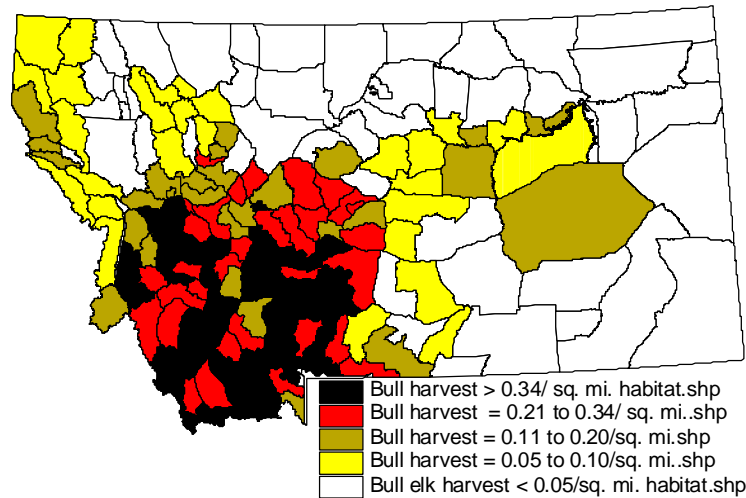 Bull harvest > 0.34/ sq. mi. habitat.shp
Bull harvest = 0.21 to 0.34/ sq. mi..shp
Bull harvest = 0.11 to 0.20/sq. mi.shp
Bull harvest = 0.05 to 0.10/sq. mi..shp
Bull elk harvest < 0.05/sq. mi. habitat.shp